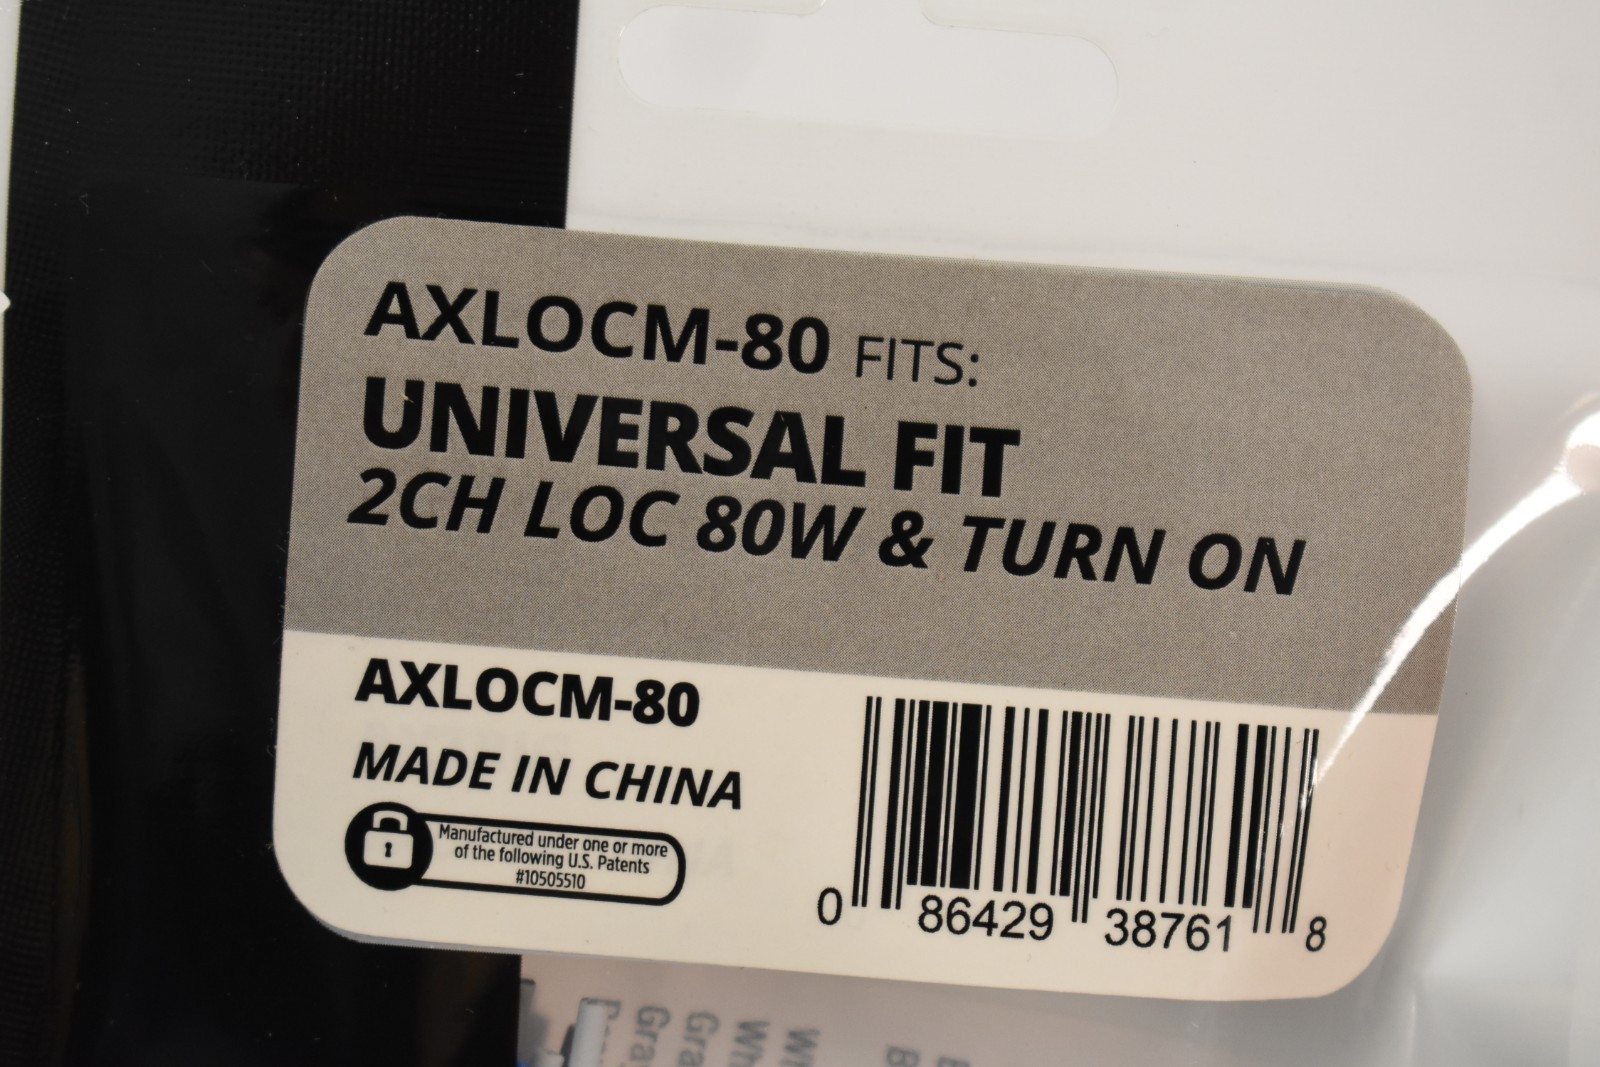 AXLOCM-80 FITS:
UNIVERSAL FIT
2CH LOC 80W & TURN ON
AXLOCM-80
MADE IN CHINA
Manufactured under one or more
of the following U.S. Patents
#10505510
0 86429 38761 8